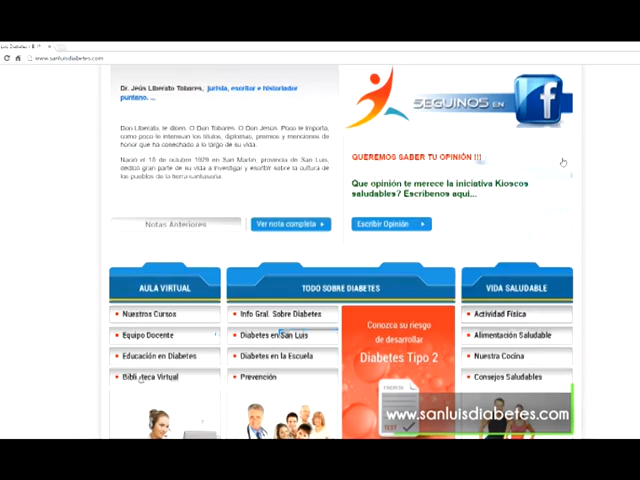 www.sanluisdiabetes.com
Dr. Jesús Liberato Tobares, jurista, escritor e historiador
puntano. ...
SEGUINOS EN
f
Don Liberato, le dicen. O Don Tobares. O Don Jesús. Poco le importa,
como poco le interesan los títulos, diplomas, premios y menciones de
honor que ha cosechado a lo largo de su vida.
Nació el 18 de octubre 1929 en San Martín, provincia de San Luis,
dedicó gran parte de su vida a investigar y escribir sobre la cultura de
los pueblos de la tierra sanluiseña.
QUEREMOS SABER TU OPINIÓN !!!
Que opinión te merece la iniciativa Kioscos
saludables? Escribenos aqui...
Notas Anteriores
Ver nota completa
Escribir Opinión
AULA VIRTUAL
TODO SOBRE DIABETES
VIDA SALUDABLE
Nuestros Cursos
Info Gral. Sobre Diabetes
Actividad Física
Equipo Docente
Diabetes en San Luis
Alimentación Saludable
Educación en Diabetes
Diabetes en la Escuela
Nuestra Cocina
Biblioteca Virtual
Prevención
Consejos Saludables
Conozca su riesgo
de desarrollar
Diabetes Tipo 2
TEST
www.sanluisdiabetes.com